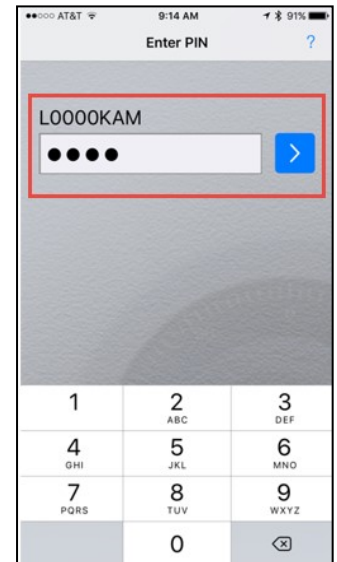 ●●○○○ AT&T 9:14 AM 91%
Enter PIN ?
L0000KAM
●●●●
1 2 3
ABC DEF
4 5 6
GHI JKL MNO
7 8 9
PQRS TUV WXYZ
0